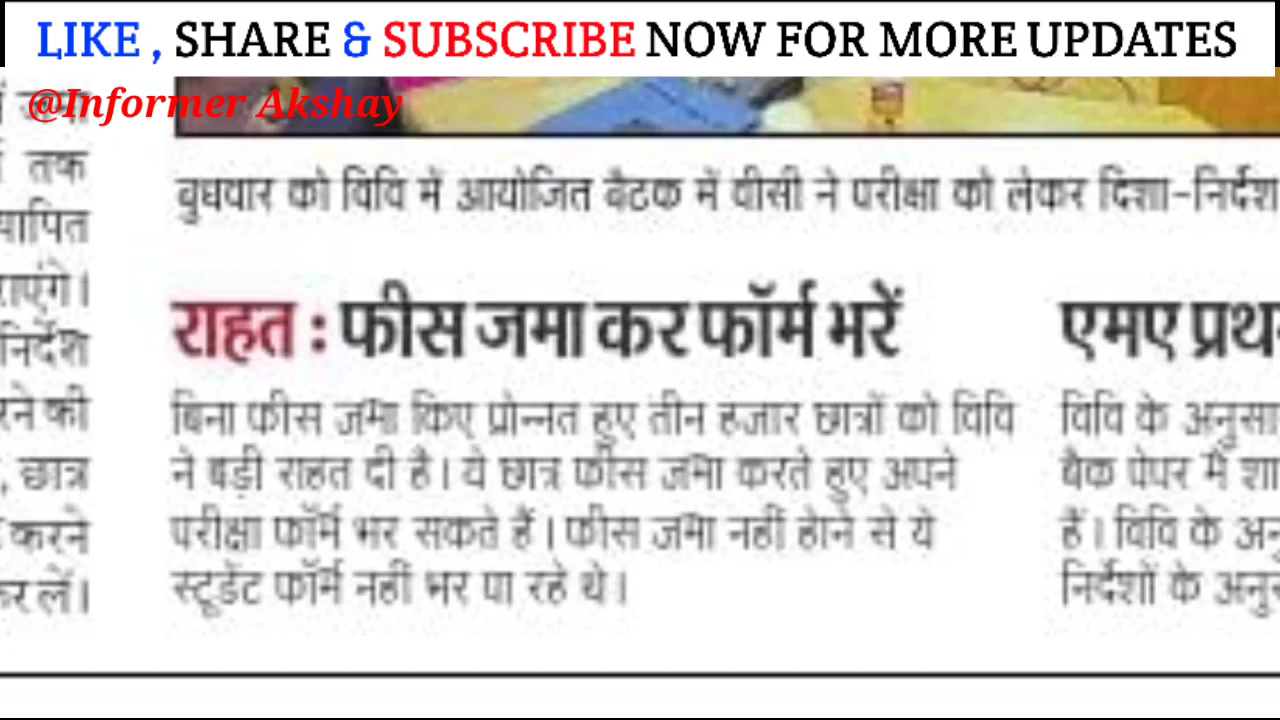 LIKE , SHARE & SUBSCRIBE NOW FOR MORE UPDATES
@Informer Akshay
तक
यापित
राएंगे।
निर्देश
रने की
, छात्र
करने
कर लें।
बुधवार को विवि में आयोजित बैठक में वीसी ने परीक्षा को लेकर दिशा-निर्देश
राहत : फीस जमा कर फॉर्म भरें
बिना फीस जमा किए प्रोन्नत हुए तीन हजार छात्रों को विवि
ने बड़ी राहत दी है। ये छात्र फीस जमा करते हुए अपने
परीक्षा फॉर्म भर सकते हैं। फीस जमा नहीं होने से ये
स्टूडेंट फॉर्म नहीं भर पा रहे थे।
एमए प्रथ
विवि के अनुसा
बैक पेपर में शा
हैं। विवि के अनु
निर्देशों के अनु